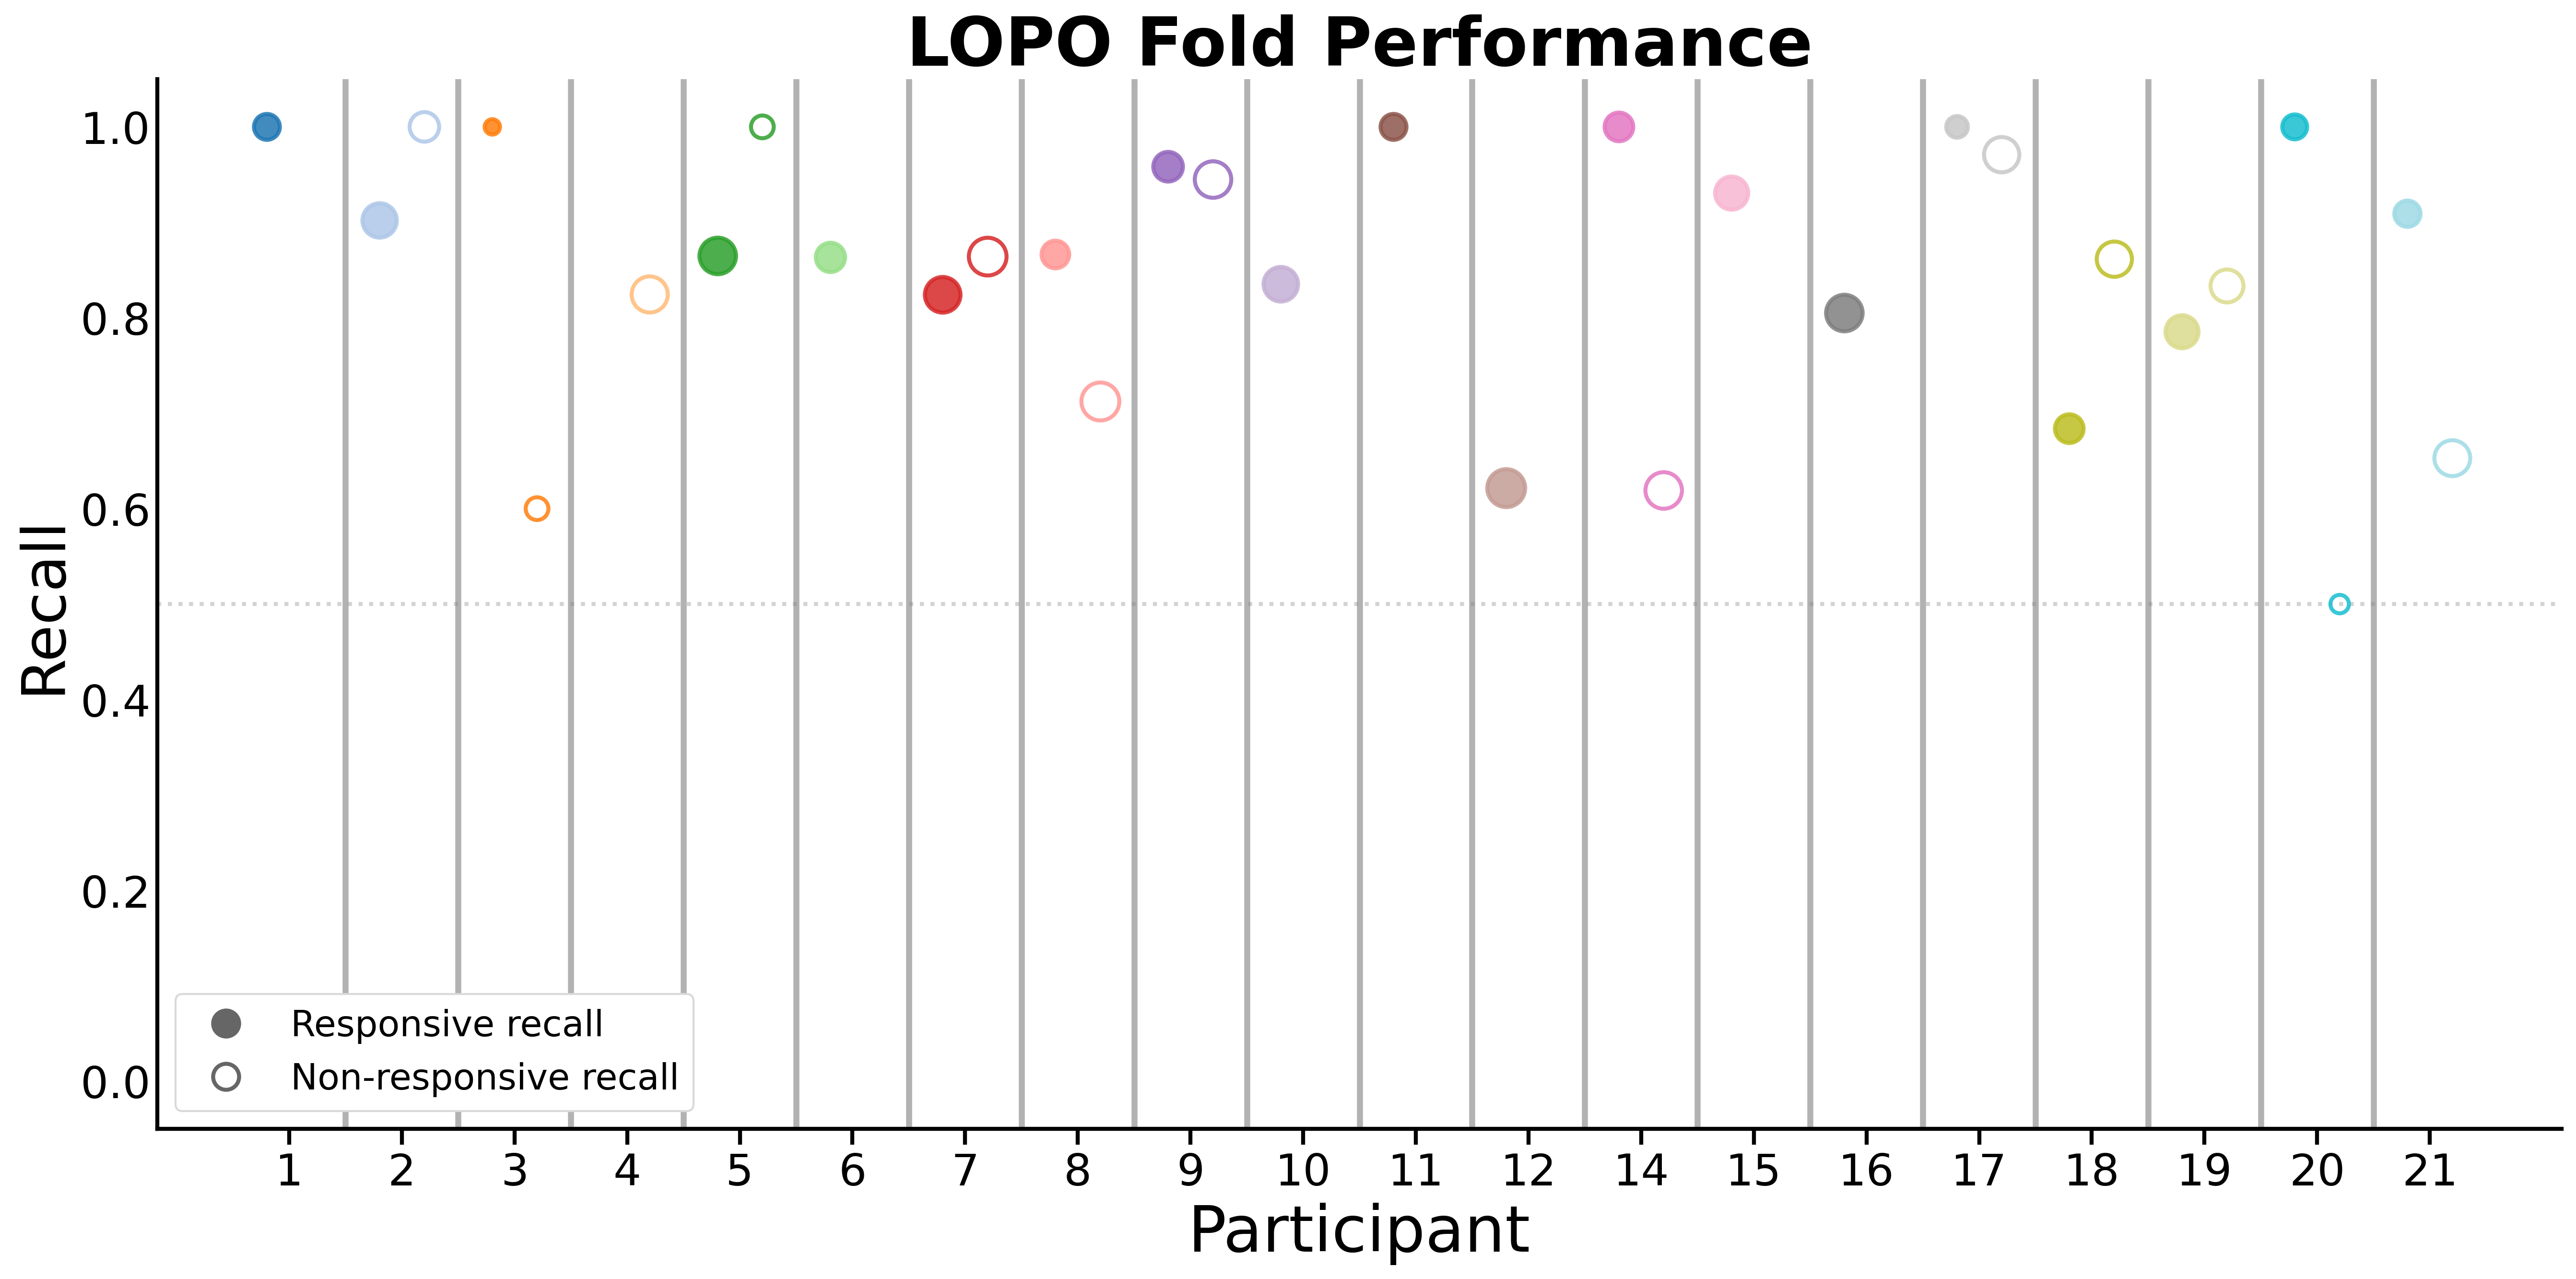 LOPO Fold Performance
Recall
1.0
0.8
0.6
0.4
0.2
0.0
Responsive recall
Non-responsive recall
1 2 3 4 5 6 7 8 9 10 11 12 14 15 16 17 18 19 20 21
Participant